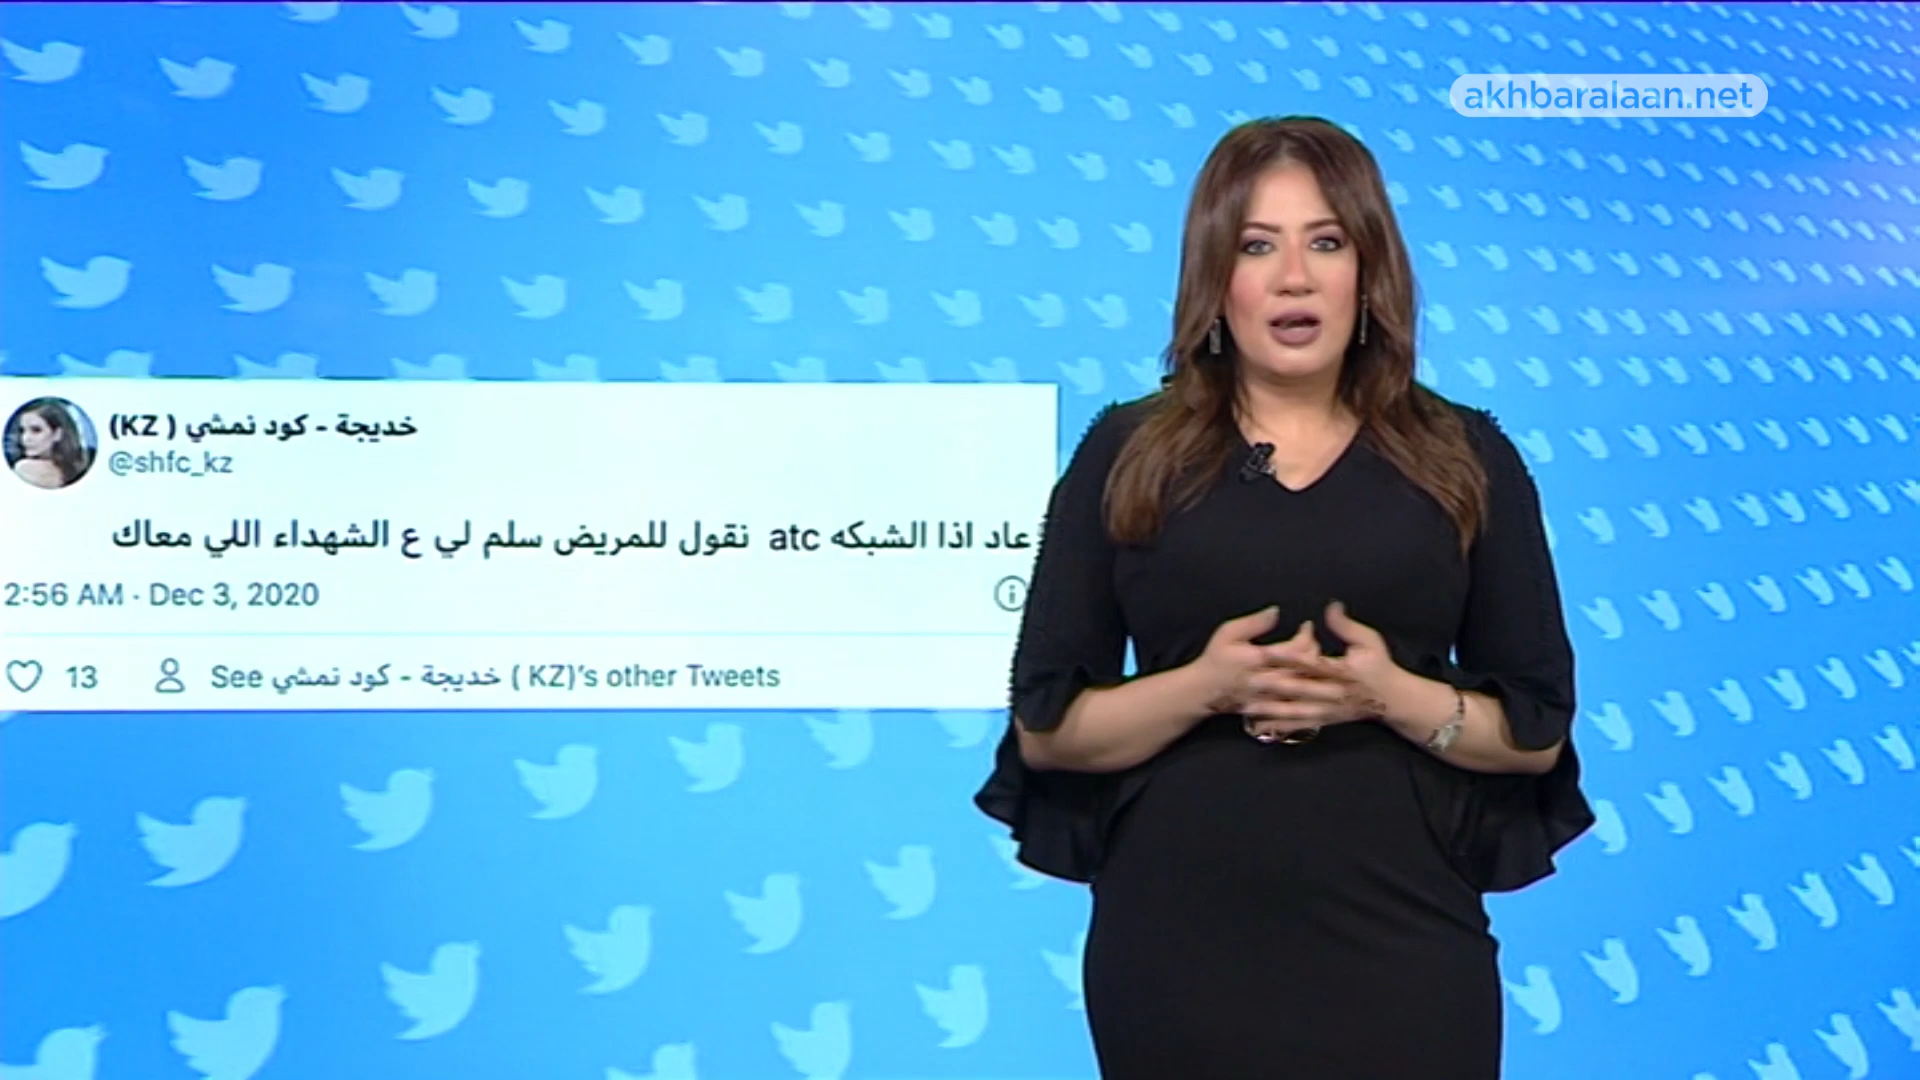 akhbaralaan.net
خديجة - كود نمشي ( KZ)
@shfc_kz
عاد اذا الشبكه atc نقول للمريض سلم لي ع الشهداء اللي معاك
2:56 AM · Dec 3, 2020
13
See خديجة - كود نمشي ( KZ)'s other Tweets